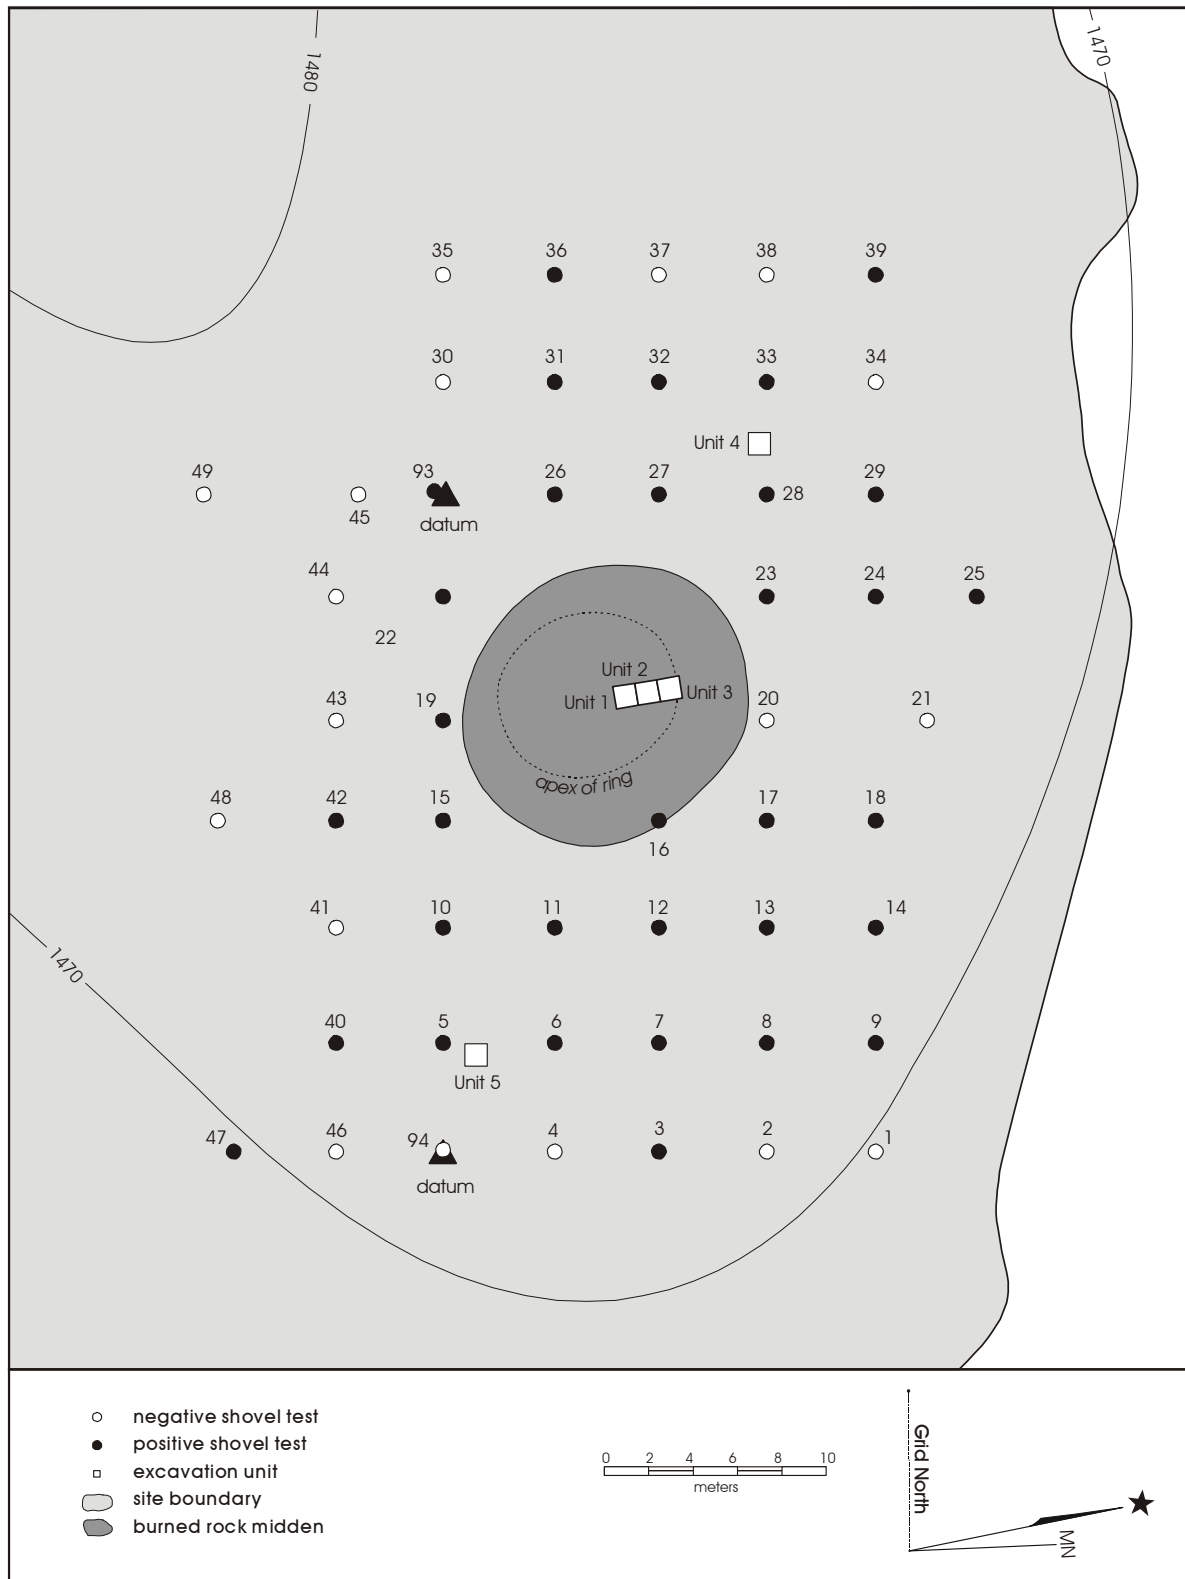 1480
1470
35 36 37 38 39
30 31 32 33 34
Unit 4
49 93 26 27 28 29
45
datum
44 23 24 25
22
Unit 2
Unit 1 Unit 3
43 19 20 21
apex of ring
48 42 15 17 18
16
41 10 11 12 13 14
1470
40 5 6 7 8 9
Unit 5
47 46 94 4 3 2 1
datum
negative shovel test
positive shovel test
excavation unit
site boundary
burned rock midden
0 2 4 6 8 10
meters
Grid North
MN